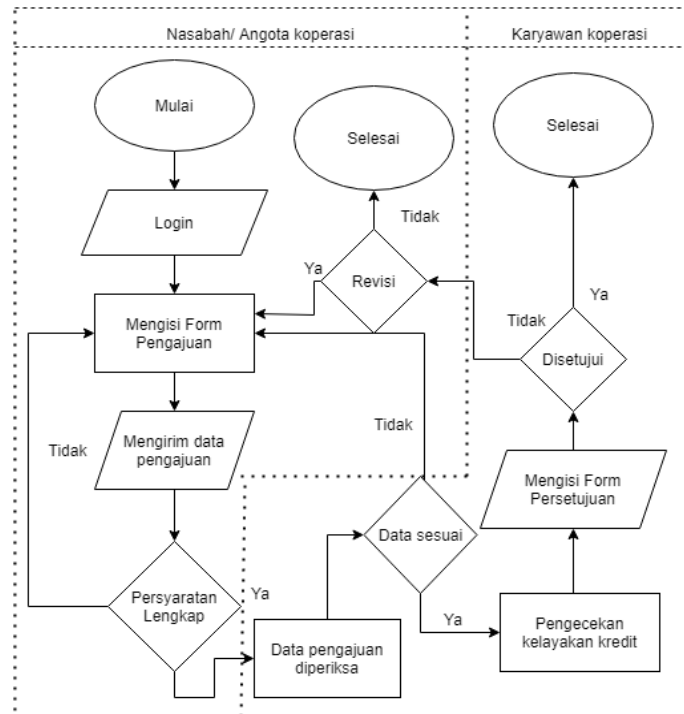 Nasabah/ Angota koperasi
Karyawan koperasi
Mulai
Selesai
Selesai
Login
Tidak
Ya
Revisi
Ya
Mengisi Form
Pengajuan
Tidak
Disetujui
Tidak
Mengirim data
pengajuan
Tidak
Mengisi Form
Persetujuan
Data sesuai
Persyaratan
Lengkap
Ya
Ya
Data pengajuan
diperiksa
Pengecekan
kelayakan kredit